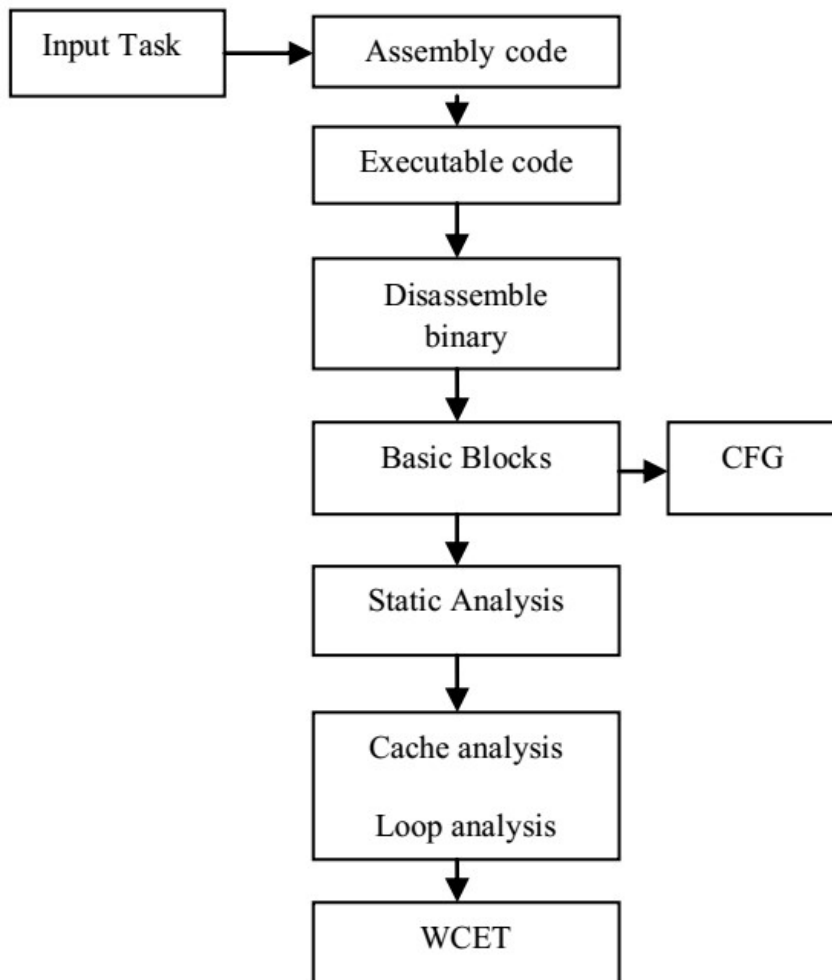 Input Task
Assembly code
Executable code
Disassemble
binary
Basic Blocks
CFG
Static Analysis
Cache analysis
Loop analysis
WCET